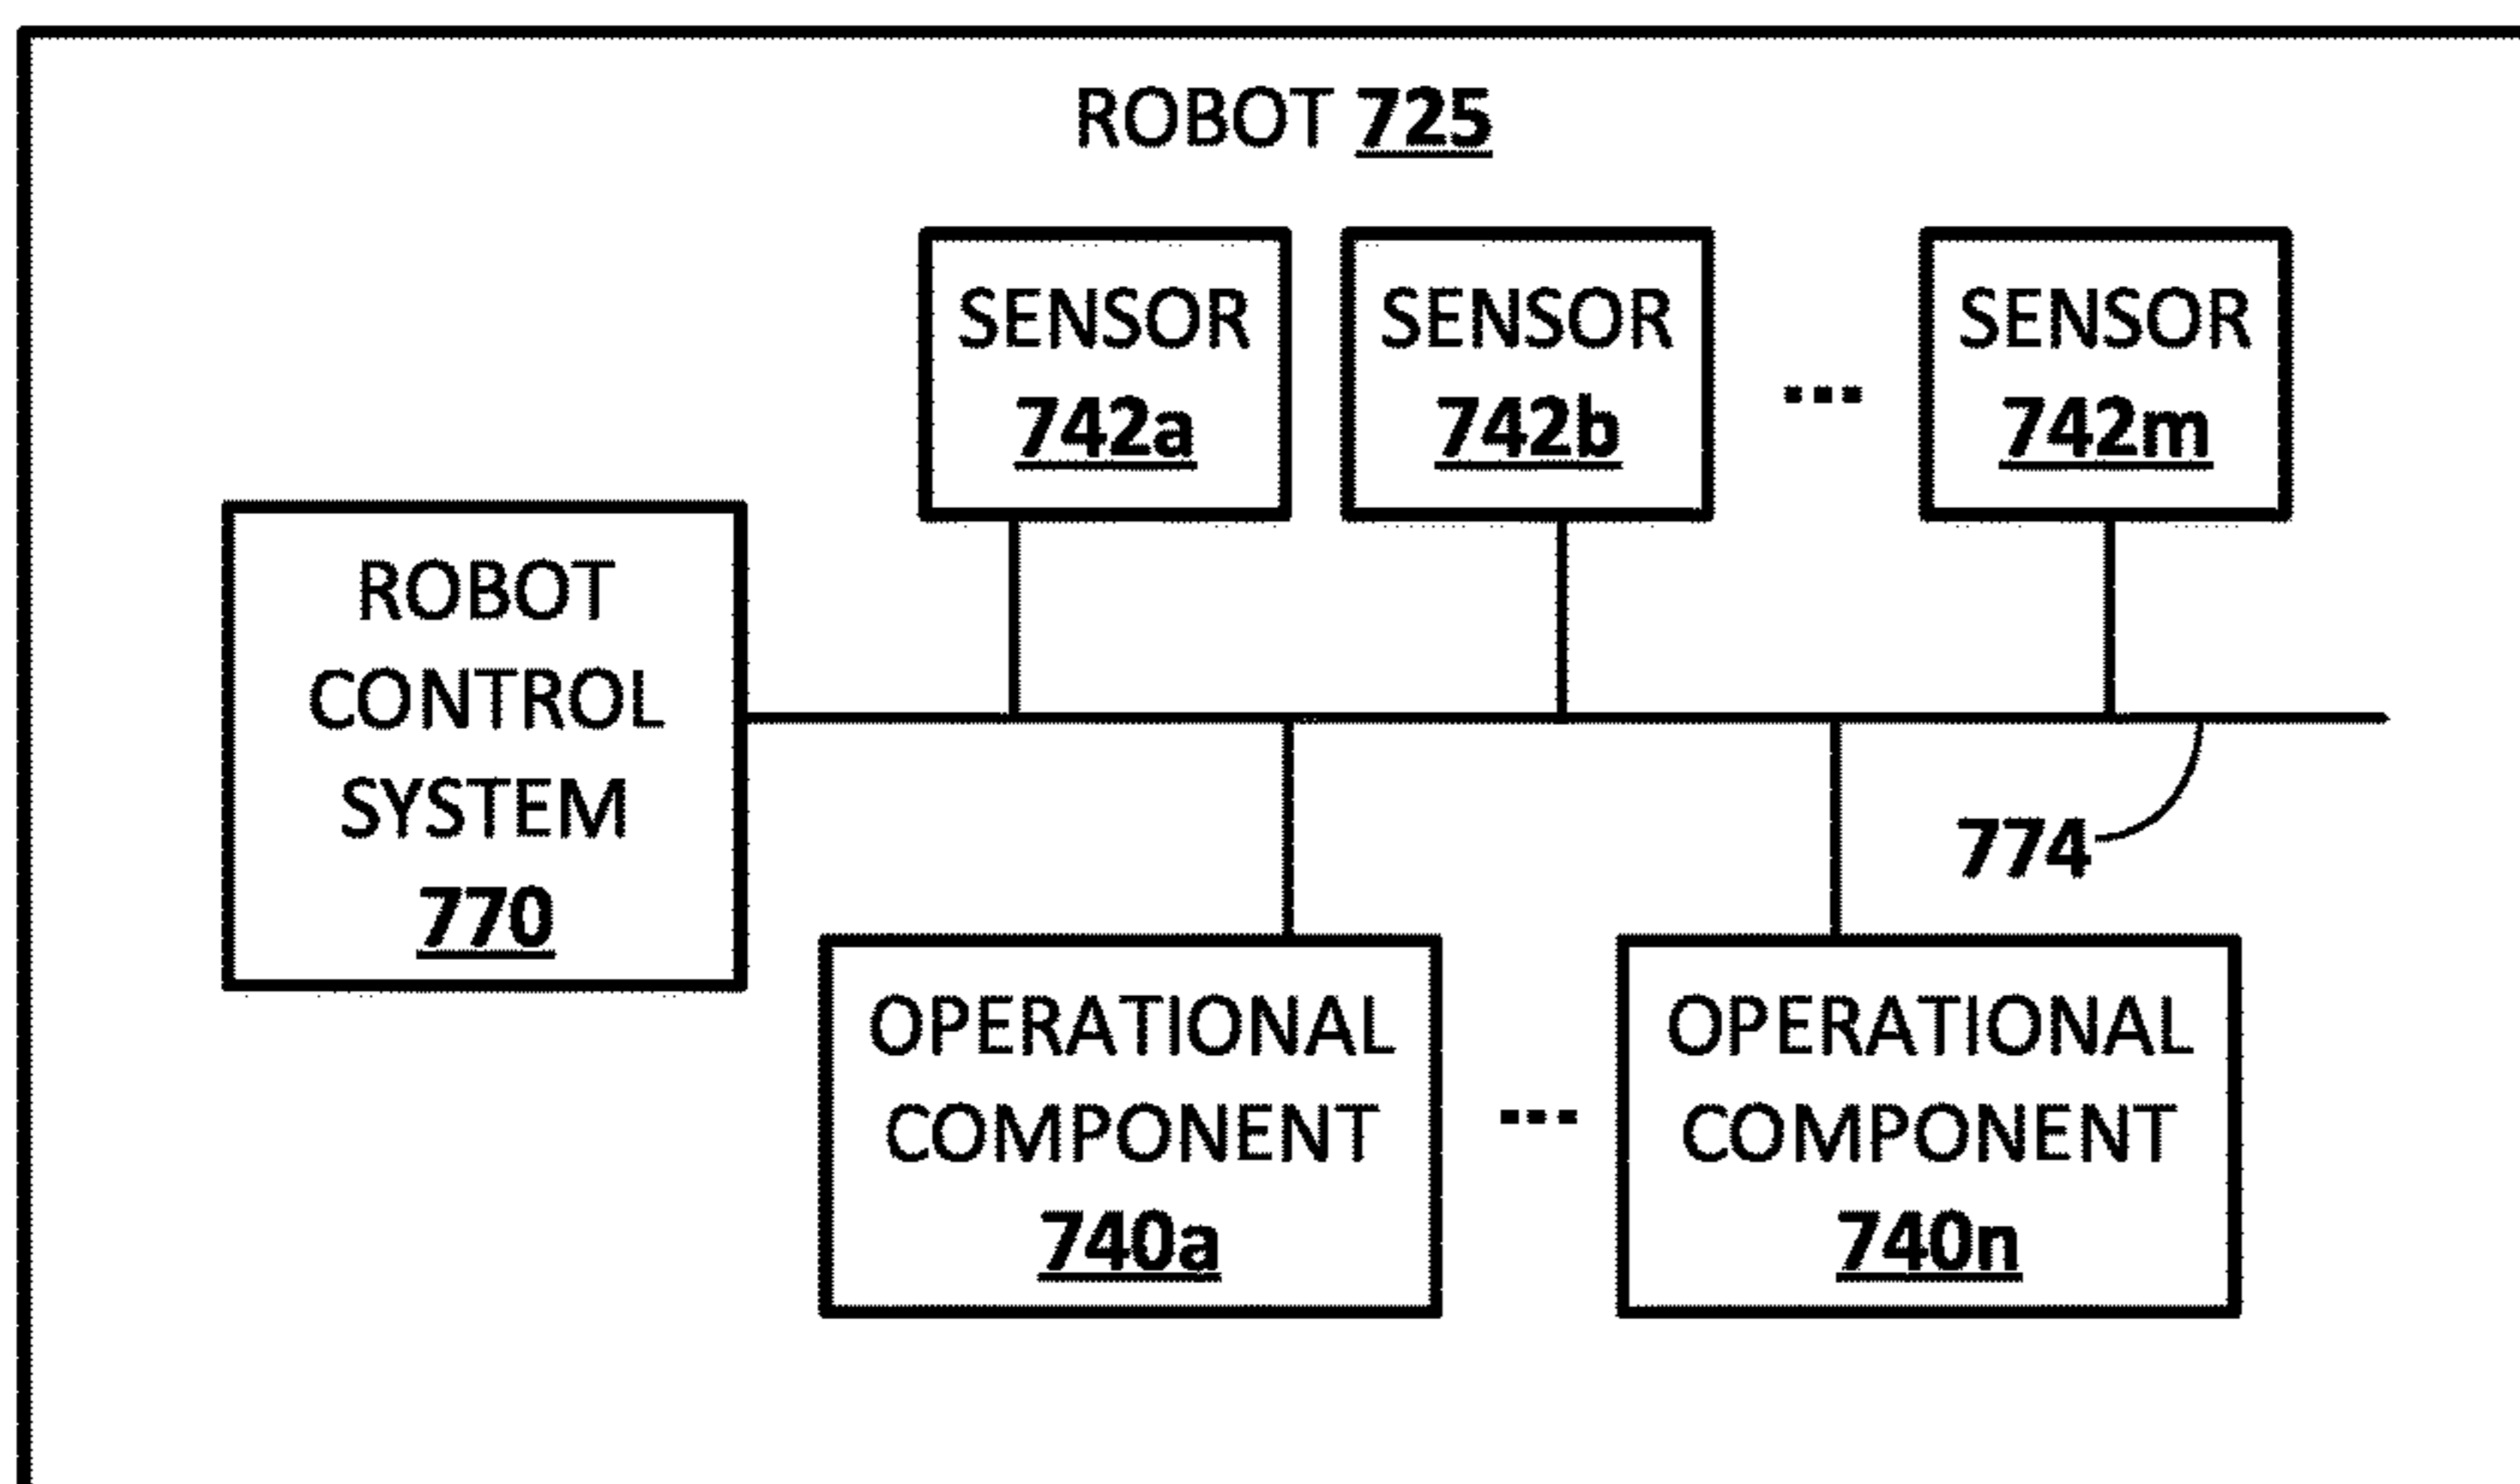 ROBOT 725
SENSOR
742a
SENSOR
742b
...
SENSOR
742m
ROBOT
CONTROL
SYSTEM
770
774
OPERATIONAL
COMPONENT
740a
...
OPERATIONAL
COMPONENT
740n